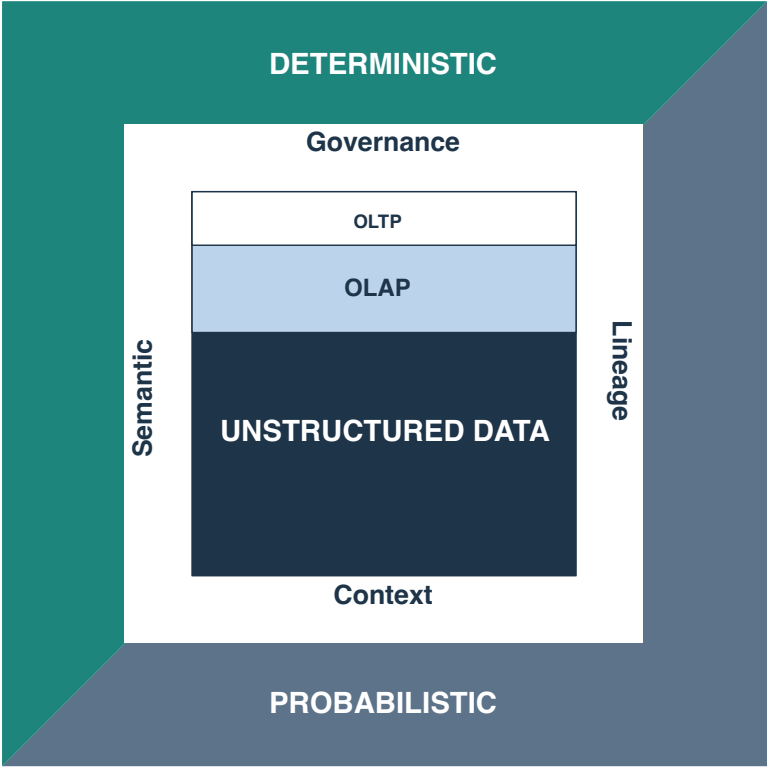 DETERMINISTIC
Governance
OLTP
OLAP
Semantic
Lineage
UNSTRUCTURED DATA
Context
PROBABILISTIC